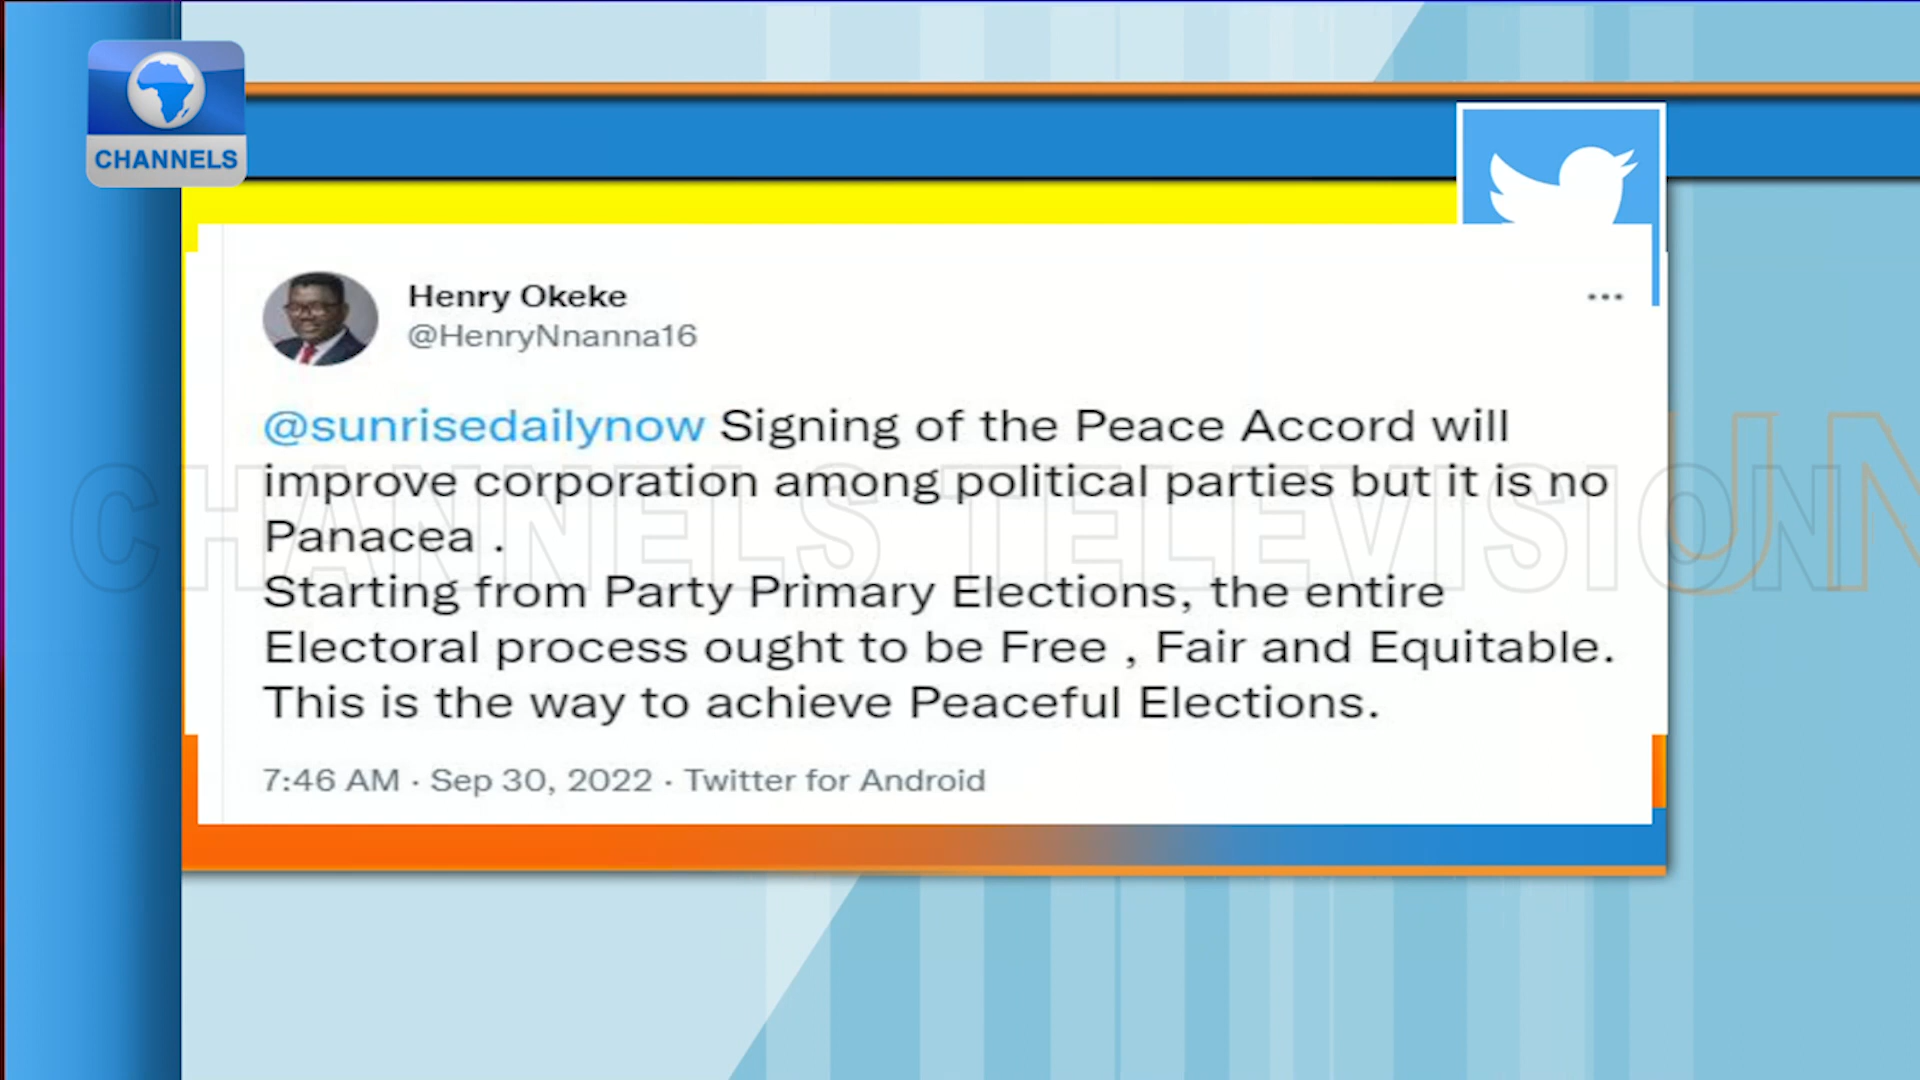 CHANNELS
Henry Okeke
@HenryNnanna16
@sunrisedailynow Signing of the Peace Accord will
improve corporation among political parties but it is no
Panacea .
Starting from Party Primary Elections, the entire
Electoral process ought to be Free , Fair and Equitable.
This is the way to achieve Peaceful Elections.
7:46 AM · Sep 30, 2022 · Twitter for Android
CHANNELS TELEVISION